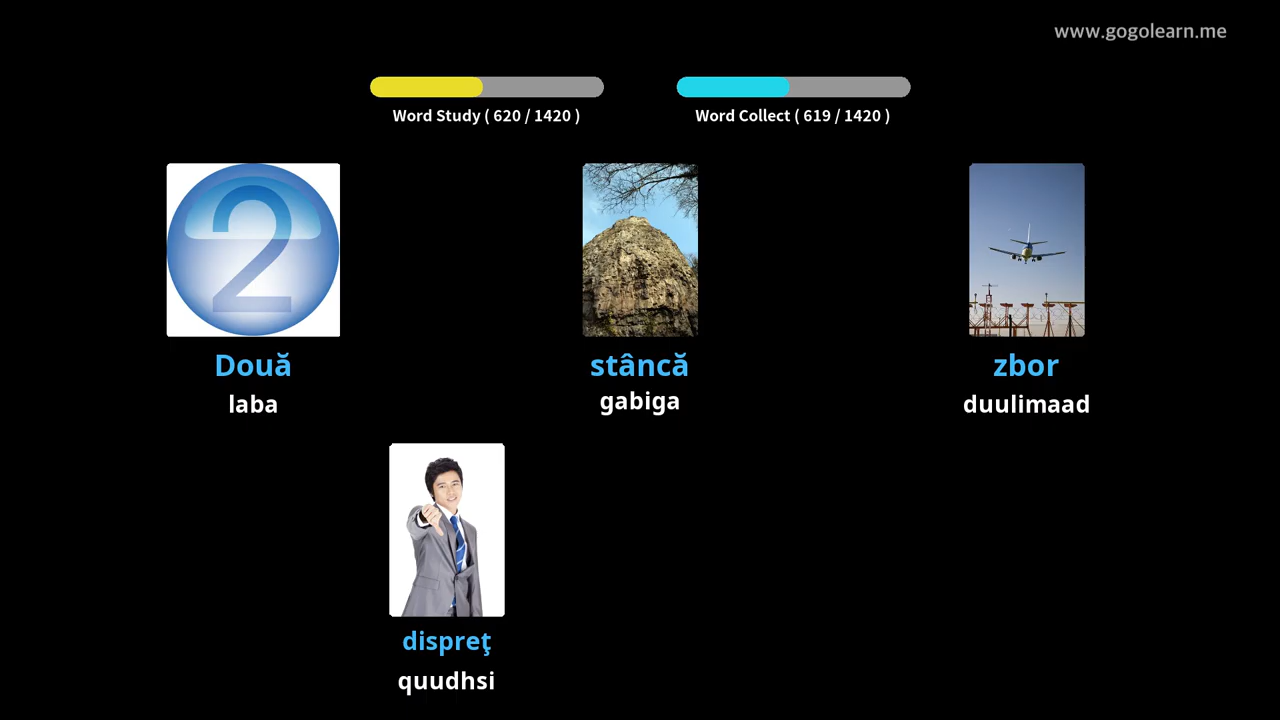 www.gogolearn.me
Word Study ( 620 / 1420 )
Word Collect ( 619 / 1420 )
2
Două
stâncă
zbor
laba
gabiga
duulimaad
dispreţ
quudhsi